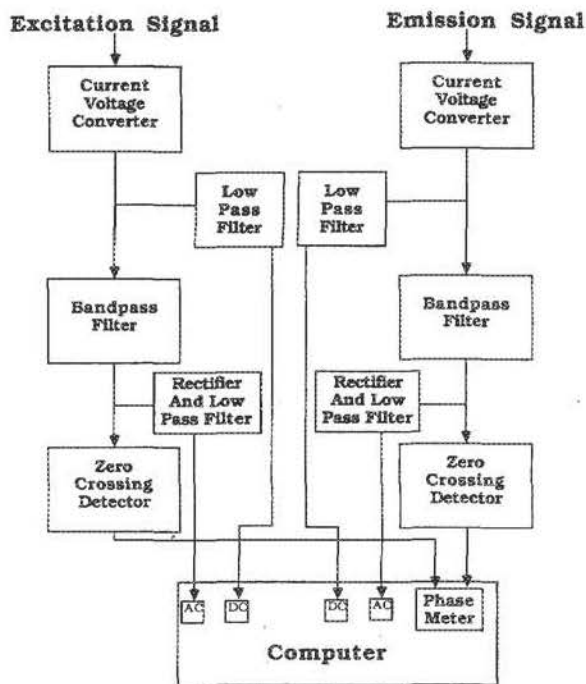 Excitation Signal
Emission Signal
Current
Voltage
Converter
Current
Voltage
Converter
Low
Pass
Filter
Low
Pass
Filter
Bandpass
Filter
Bandpass
Filter
Rectifier
And Low
Pass Filter
Rectifier
And Low
Pass Filter
Zero
Crossing
Detector
Zero
Crossing
Detector
AC
DC
DC
AC
Phase
Meter
Computer